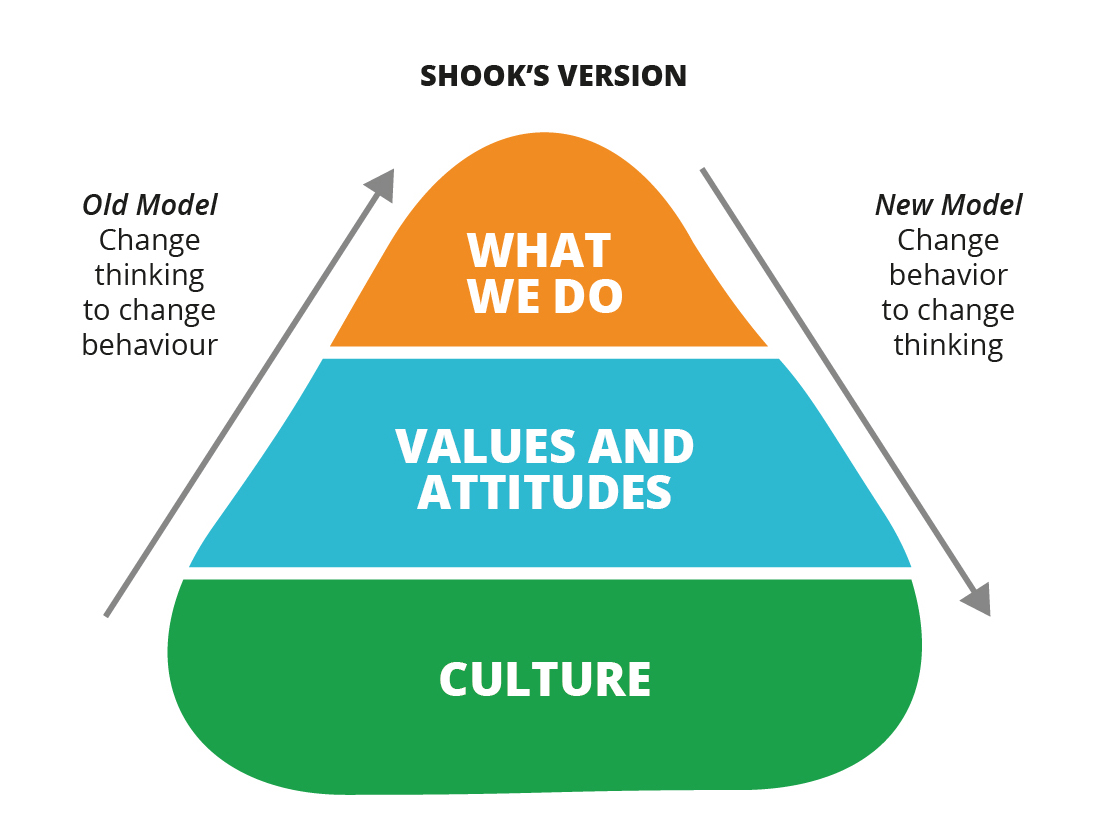 SHOOK’S VERSION
Old Model
Change
thinking
to change
behaviour
New Model
Change
behavior
to change
thinking
WHAT
WE DO
VALUES AND
ATTITUDES
CULTURE